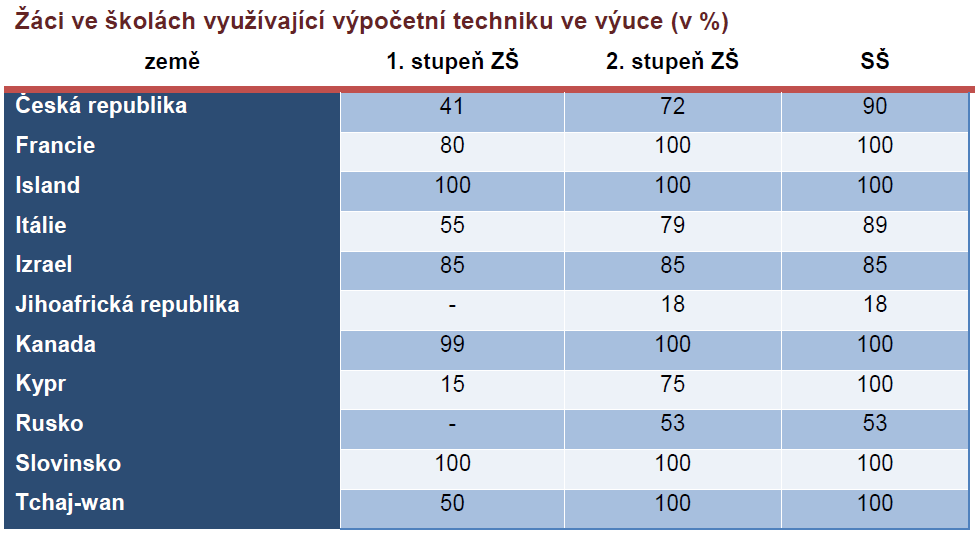 Žáci ve školách využívající výpočetní techniku ve výuce (v %)
země 1. stupeň ZŠ 2. stupeň ZŠ SŠ
Česká republika 41 72 90
Francie 80 100 100
Island 100 100 100
Itálie 55 79 89
Izrael 85 85 85
Jihoafrická republika - 18 18
Kanada 99 100 100
Kypr 15 75 100
Rusko - 53 53
Slovinsko 100 100 100
Tchaj-wan 50 100 100